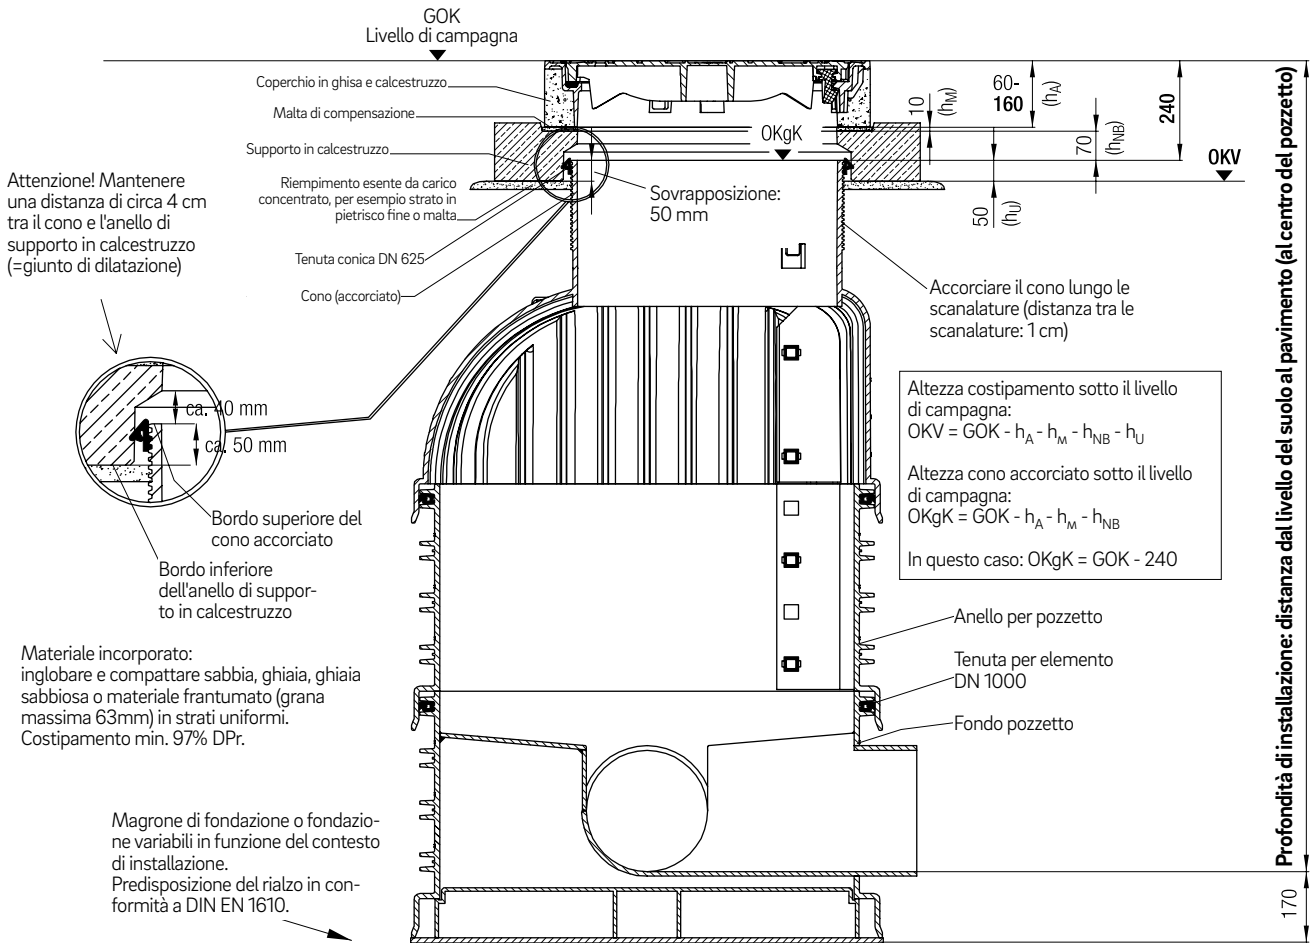 GOK
Livello di campagna
Coperchio in ghisa e calcestruzzo
Malta di compensazione
Supporto in calcestruzzo
Riempimento esente da carico
concentrato, per esempio strato in
pietrisco fine o malta
Tenuta conica DN 625
Cono (accorciato)
Attenzione! Mantenere
una distanza di circa 4 cm
tra il cono e l'anello di
supporto in calcestruzzo
(=giunto di dilatazione)
OKgK
Sovrapposizione:
50 mm
10
(hM)
60-
160
(hA)
240
70
(hNB)
50
(hU)
OKV
Accorciare il cono lungo le
scanalature (distanza tra le
scanalature: 1 cm)
Altezza costipamento sotto il livello
di campagna:
OKV = GOK - hA - hM - hNB - hU
Altezza cono accorciato sotto il livello
di campagna:
OKgK = GOK - hA - hM - hNB
In questo caso: OKgK = GOK - 240
ca. 40 mm
ca. 50 mm
Bordo superiore del
cono accorciato
Bordo inferiore
dell'anello di suppor-
to in calcestruzzo
Materiale incorporato:
inglobare e compattare sabbia, ghiaia, ghiaia
sabbiosa o materiale frantumato (grana
massima 63mm) in strati uniformi.
Costipamento min. 97% DPr.
Anello per pozzetto
Tenuta per elemento
DN 1000
Fondo pozzetto
Magrone di fondazione o fondazio-
ne variabili in funzione del contesto
di installazione.
Predisposizione del rialzo in con-
formità a DIN EN 1610.
Profondità di installazione: distanza dal livello del suolo al pavimento (al centro del pozzetto)
170